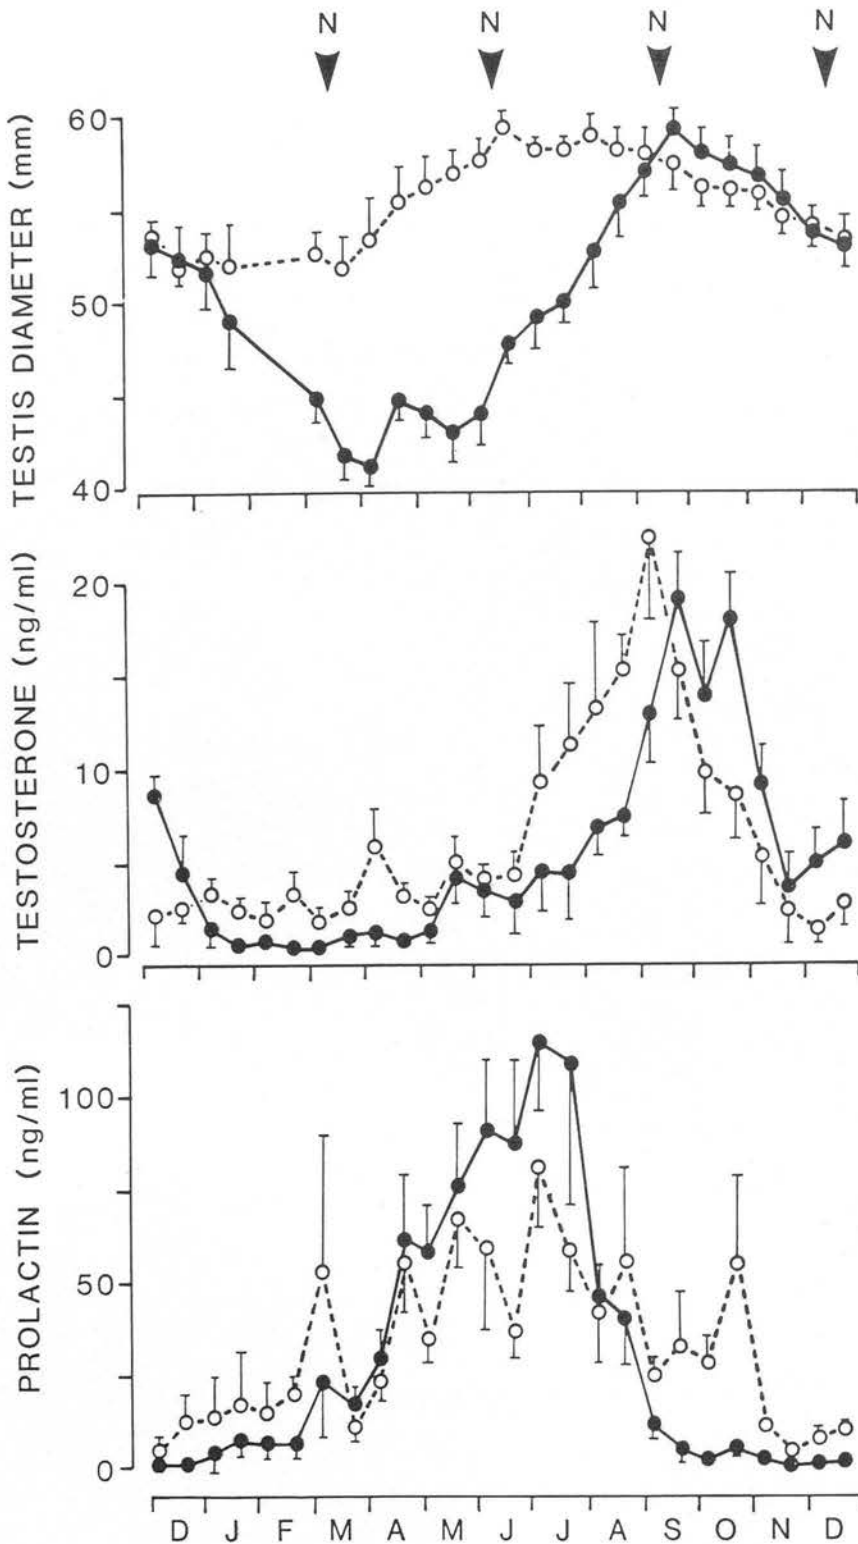 N N N N
TESTIS DIAMETER (mm)
60
50
40
TESTOSTERONE (ng/ml)
20
10
0
PROLACTIN (ng/ml)
100
50
0
D J F M A M J J A S O N D